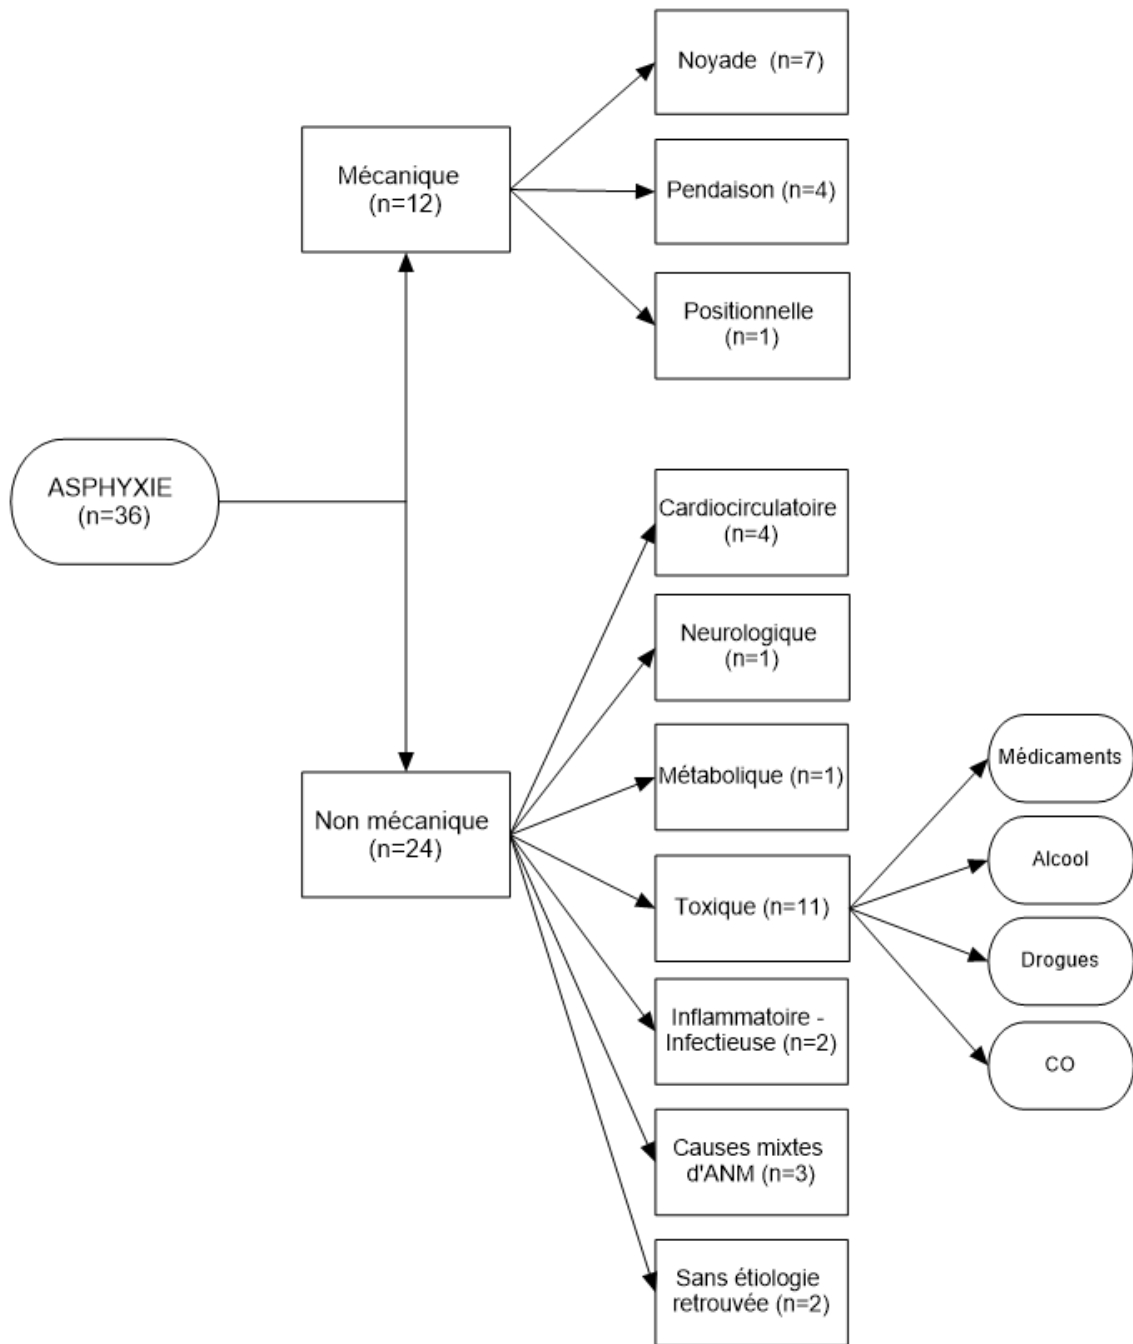 Noyade (n=7)
Mécanique
(n=12)
Pendaison (n=4)
Positionnelle
(n=1)
ASPHYXIE
(n=36)
Cardiocirculatoire
(n=4)
Neurologique
(n=1)
Métabolique (n=1)
Non mécanique
(n=24)
Toxique (n=11)
Médicaments
Alcool
Drogues
CO
Inflammatoire -
Infectieuse (n=2)
Causes mixtes
d'ANM (n=3)
Sans étiologie
retrouvée (n=2)